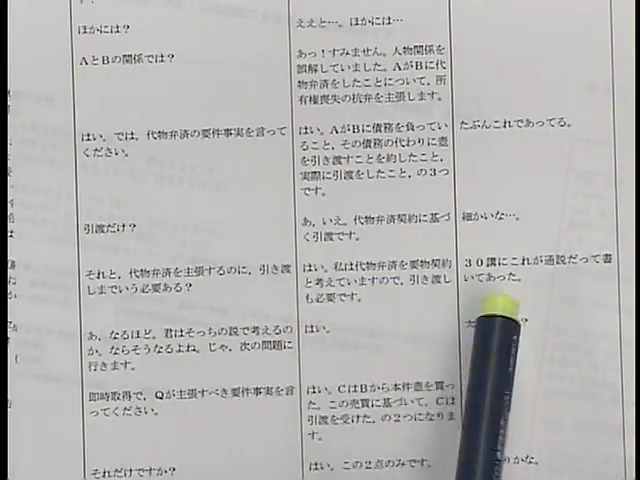 ほかには？
ええと…。ほかには…
AとBの関係では？
あっ！すみません。人物関係を
誤解していました。AがBに代
物弁済をしたことについて，所
有権喪失の抗弁を主張します。
はい。では，代物弁済の要件事実を言って
ください。
はい。AがBに債務を負ってい
ること，その債務の代わりに壺
を引き渡すことを約したこと，
実際に引渡をしたこと，の３つ
です。
たぶんこれであってる。
引渡だけ？
あ，いえ。代物弁済契約に基づ
く引渡です。
細かいな…。
それと，代物弁済を主張するのに，引き渡
しまでいう必要ある？
はい。私は代物弁済を要物契約
と考えていますので，引き渡し
も必要です。
３０講にこれが通説だって書
いてあった。
あ，なるほど。君はそっちの説で考えるの
か。ならそうなるよね。じゃ，次の問題に
行きます。
はい。
？
即時取得で，Qが主張すべき要件事実を言
ってください。
はい。CはBから本件壺を買っ
た。この売買に基づいて，Cは
引渡を受けた，の２つになりま
す。
それだけですか？
はい。この２点のみです。
りかな。